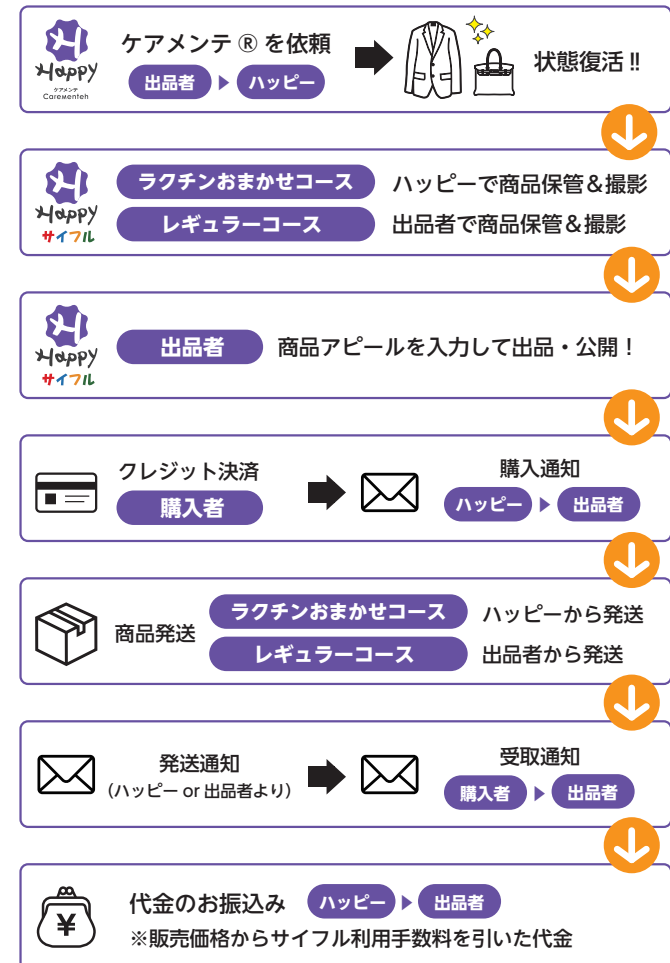 Happy
ケアメンテ
CareMenteh
ケアメンテ ® を依頼
出品者 ▶ ハッピー
状態復活 !!
Happy
サイフル
ラクチンおまかせコース ハッピーで商品保管&撮影
レギュラーコース 出品者で商品保管&撮影
Happy
サイフル
出品者 商品アピールを入力して出品・公開!
クレジット決済
購入者
購入通知
ハッピー ▶ 出品者
商品発送
ラクチンおまかせコース ハッピーから発送
レギュラーコース 出品者から発送
発送通知
(ハッピー or 出品者より)
受取通知
購入者 ▶ 出品者
¥
代金のお振込み ハッピー ▶ 出品者
※販売価格からサイフル利用手数料を引いた代金